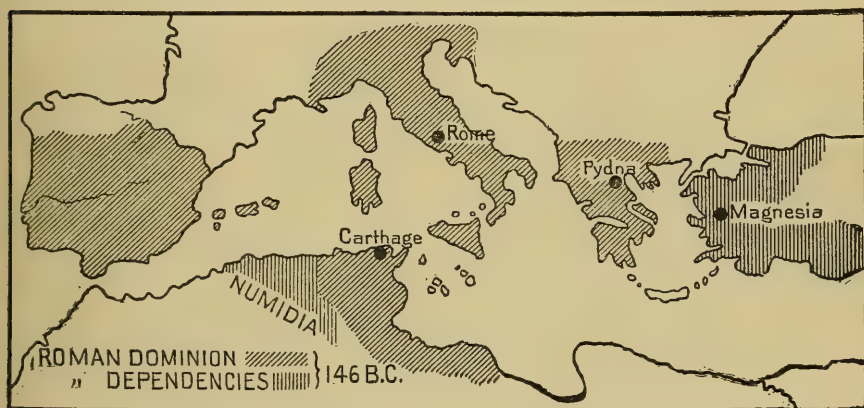 Rome
Pydna
Magnesia
Carthage
NUMIDIA
ROMAN DOMINION
„ DEPENDENCIES } 146 B.C.